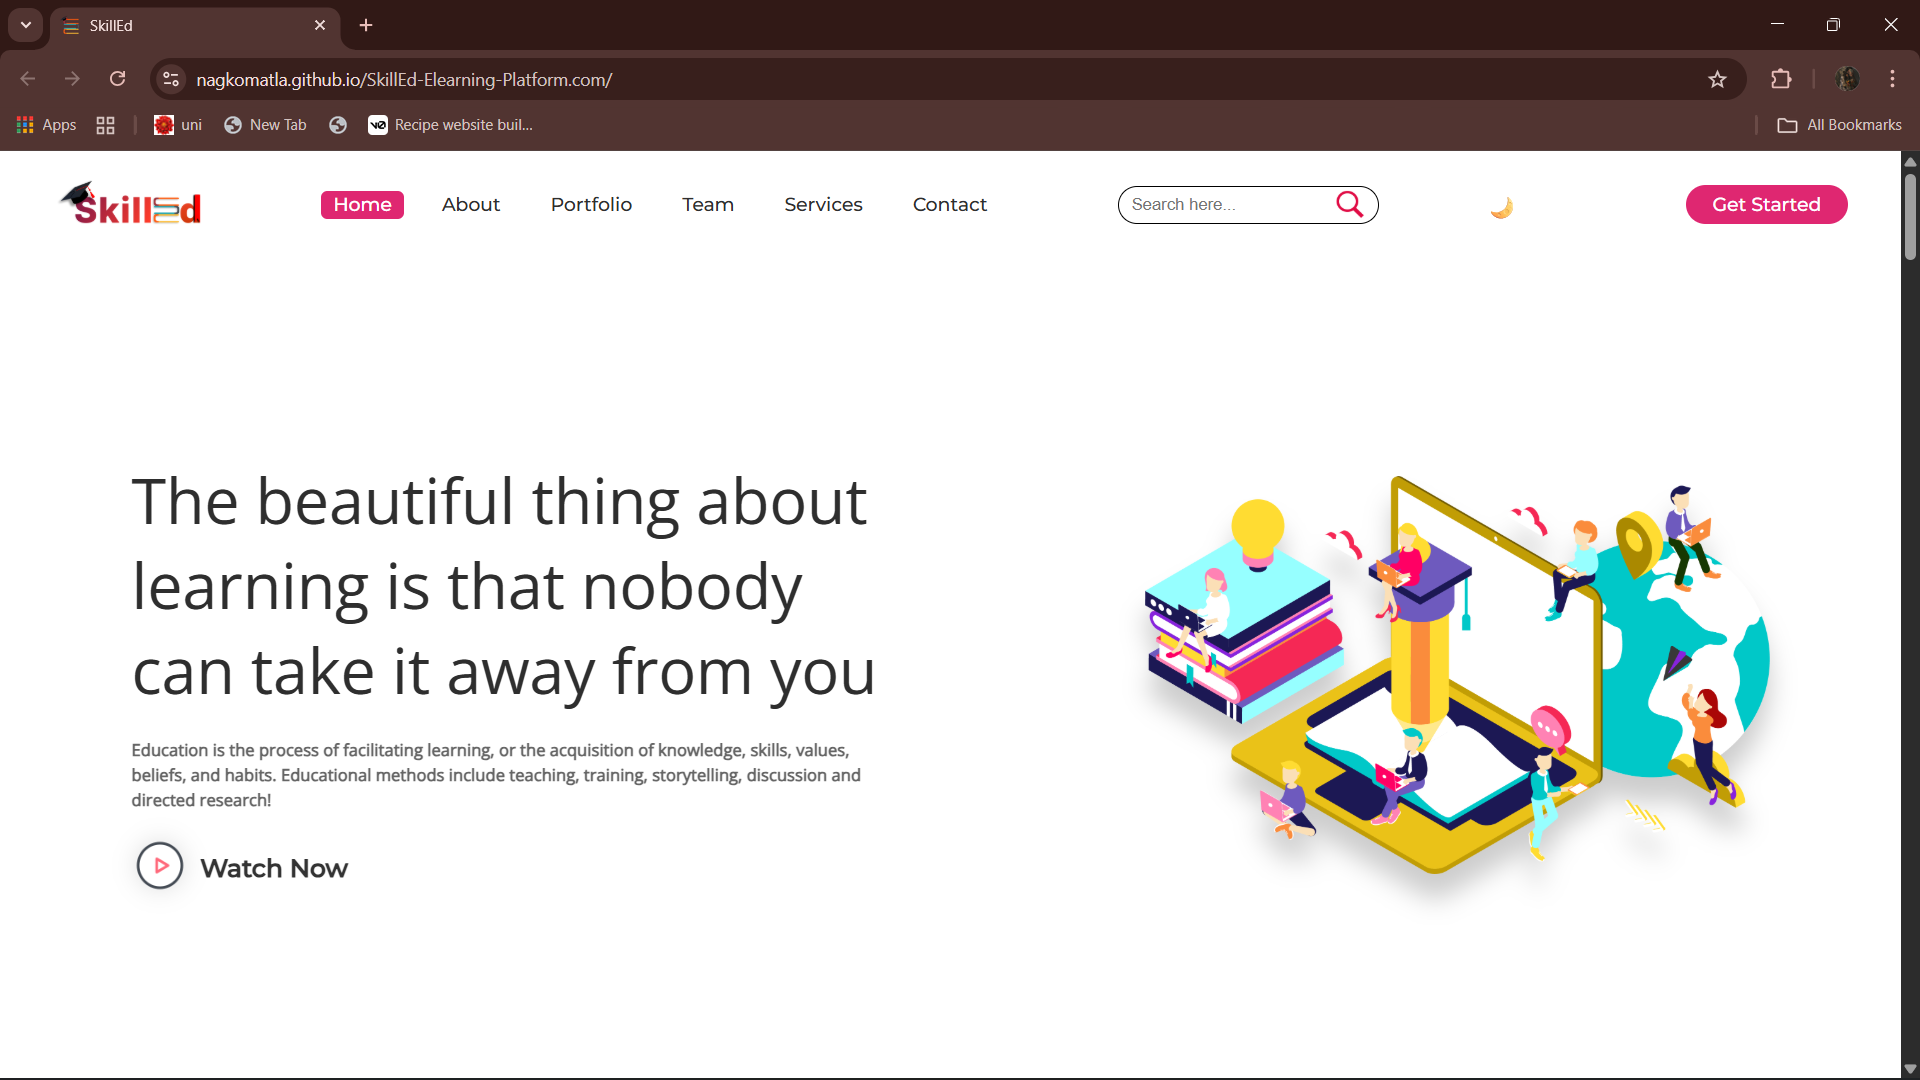 SkillEd
nagkomatla.github.io/SkillEd-Elearning-Platform.com/
Apps
uni
New Tab
v0
Recipe website buil...
All Bookmarks
SkillEd
Home
About
Portfolio
Team
Services
Contact
Search here...
Get Started
The beautiful thing about
learning is that nobody
can take it away from you
Education is the process of facilitating learning, or the acquisition of knowledge, skills, values,
beliefs, and habits. Educational methods include teaching, training, storytelling, discussion and
directed research!
Watch Now